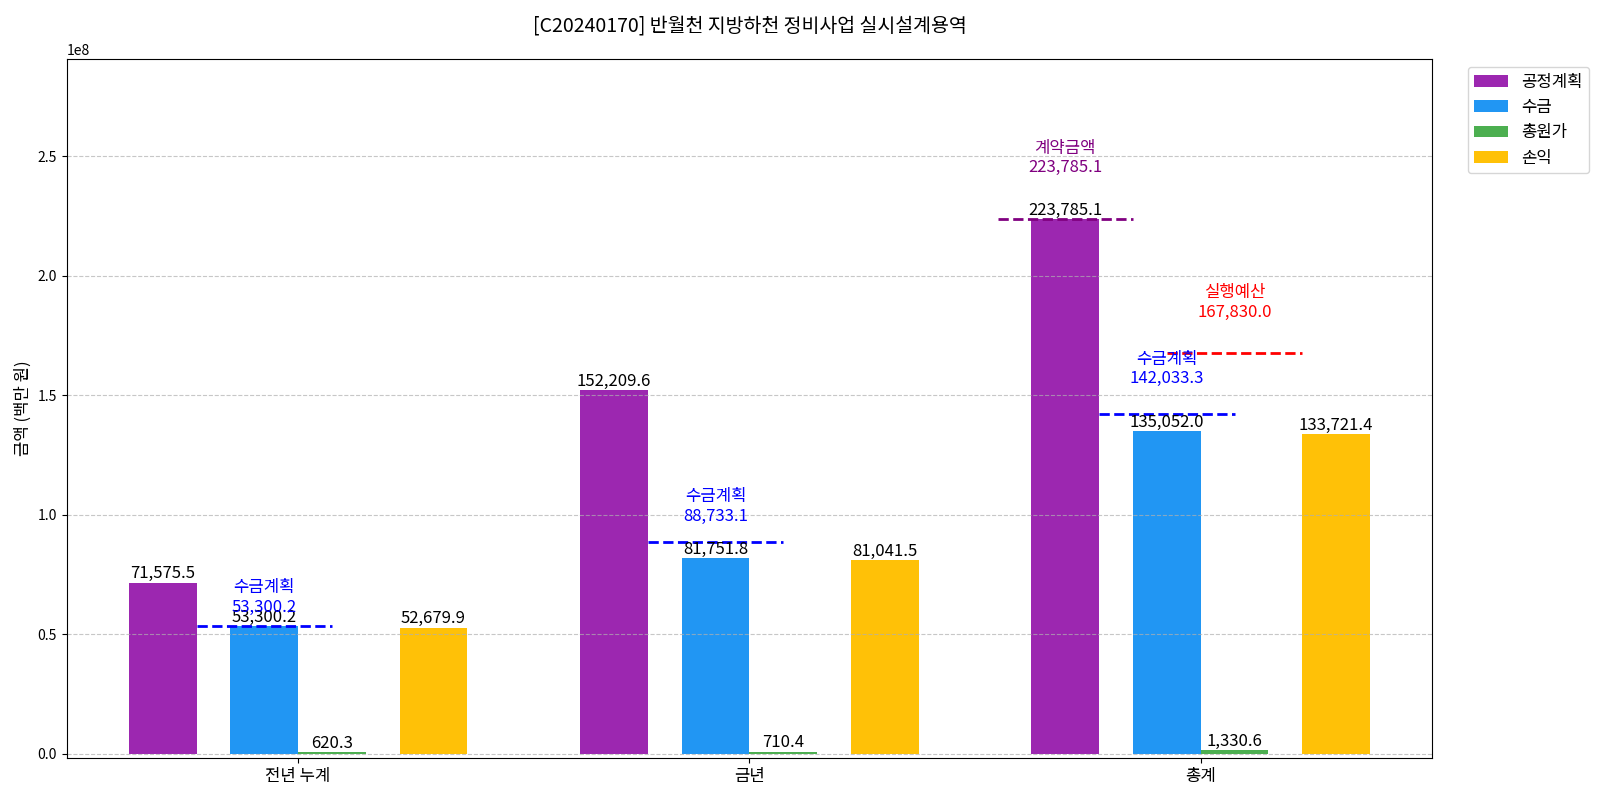 [C20240170] 반월천 지방하천 정비사업 실시설계용역
1e8
공정계획
수금
총원가
손익
금액 (백만 원)
2.5
2.0
1.5
1.0
0.5
0.0
계약금액
223,785.1
223,785.1
실행예산
167,830.0
수금계획
142,033.3
135,052.0
133,721.4
1,330.6
152,209.6
수금계획
88,733.1
81,751.8
81,041.5
710.4
71,575.5
수금계획
53,300.2
53,300.2
52,679.9
620.3
전년 누계
금년
총계